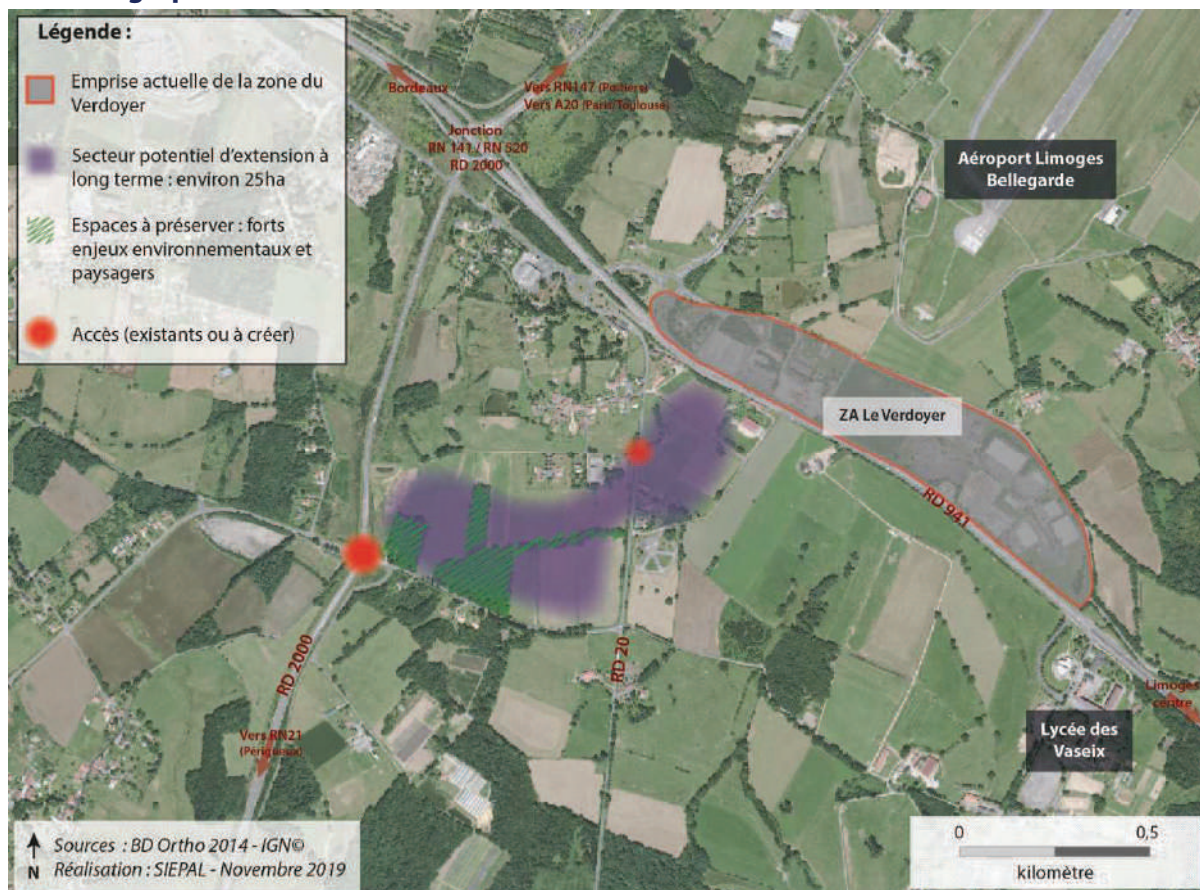 Légende :
Emprise actuelle de la zone du
Verdoyer
Secteur potentiel d'extension à
long terme : environ 25ha
Espaces à préserver : forts
enjeux environnementaux et
paysagers
Accès (existants ou à créer)
Bordeaux
Vers RN147 (Poitiers)
Vers A20 (Paris/Toulouse)
Jonction
RN 141 / RN 520
RD 2000
Aéroport Limoges
Bellegarde
ZA Le Verdoyer
RD 941
RD 2000
RD 20
Vers RN21
(Périgueux)
Limoges
centre
Lycée des
Vaseix
N
Sources : BD Ortho 2014 - IGN©
Réalisation : SIEPAL - Novembre 2019
0 0,5
kilomètre